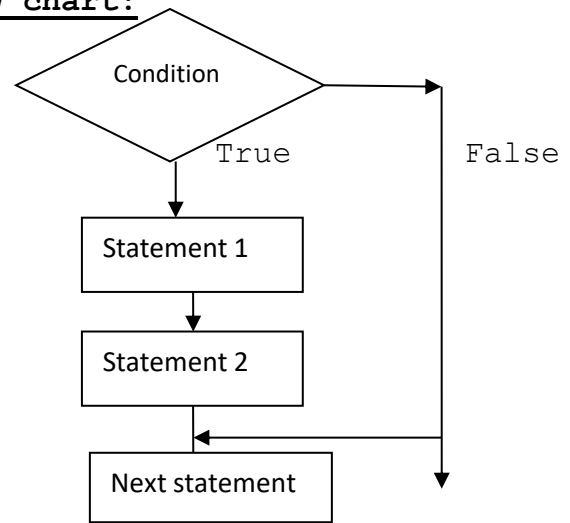 chart:
Condition
True False
Statement 1
Statement 2
Next statement